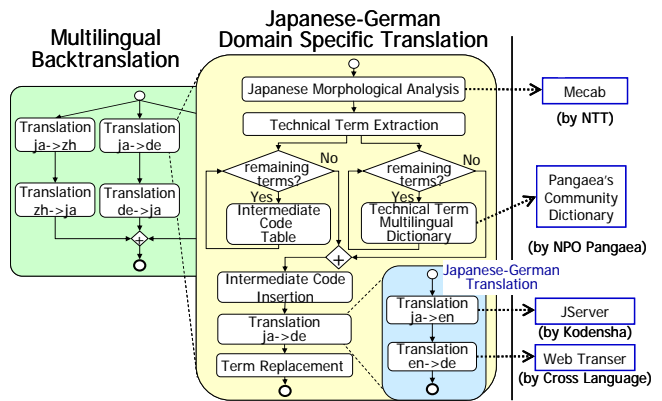 Japanese-German
Domain Specific Translation
Multilingual
Backtranslation
Japanese Morphological Analysis
Mecab
(by NTT)
Technical Term Extraction
Translation
ja->zh
Translation
ja->de
remaining
terms?
No
Yes
remaining
terms?
No
Yes
Pangaea's
Community
Dictionary
(by NPO Pangaea)
zh->ja
Translation
de->ja
Intermediate
Code
Table
Technical Term
Multilingual
Dictionary
+
+
Japanese-German
Translation
Intermediate Code
Insertion
Translation
ja->en
JServer
(by Kodensha)
Translation
ja->de
Translation
en->de
Web Transer
(by Cross Language)
Term Replacement